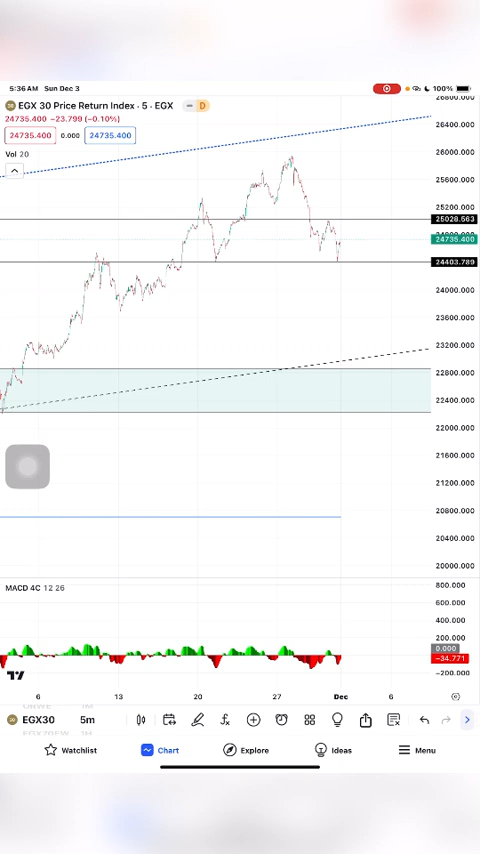 5:36 AM Sun Dec 3
100%
30 EGX 30 Price Return Index · 5 · EGX
D
24735.400 −23.799 (−0.10%)
24735.400 0.000 24735.400
Vol 20
26800.000
26400.000
26000.000
25600.000
25200.000
25028.563
24800.000
24735.400
24403.789
24000.000
23600.000
23200.000
22800.000
22400.000
22000.000
21600.000
21200.000
20800.000
20400.000
20000.000
MACD 4C 12 26
800.000
600.000
400.000
200.000
0.000
−34.771
−200.000
6 13 20 27 Dec 6
EGX30 5m
Watchlist Chart Explore Ideas Menu